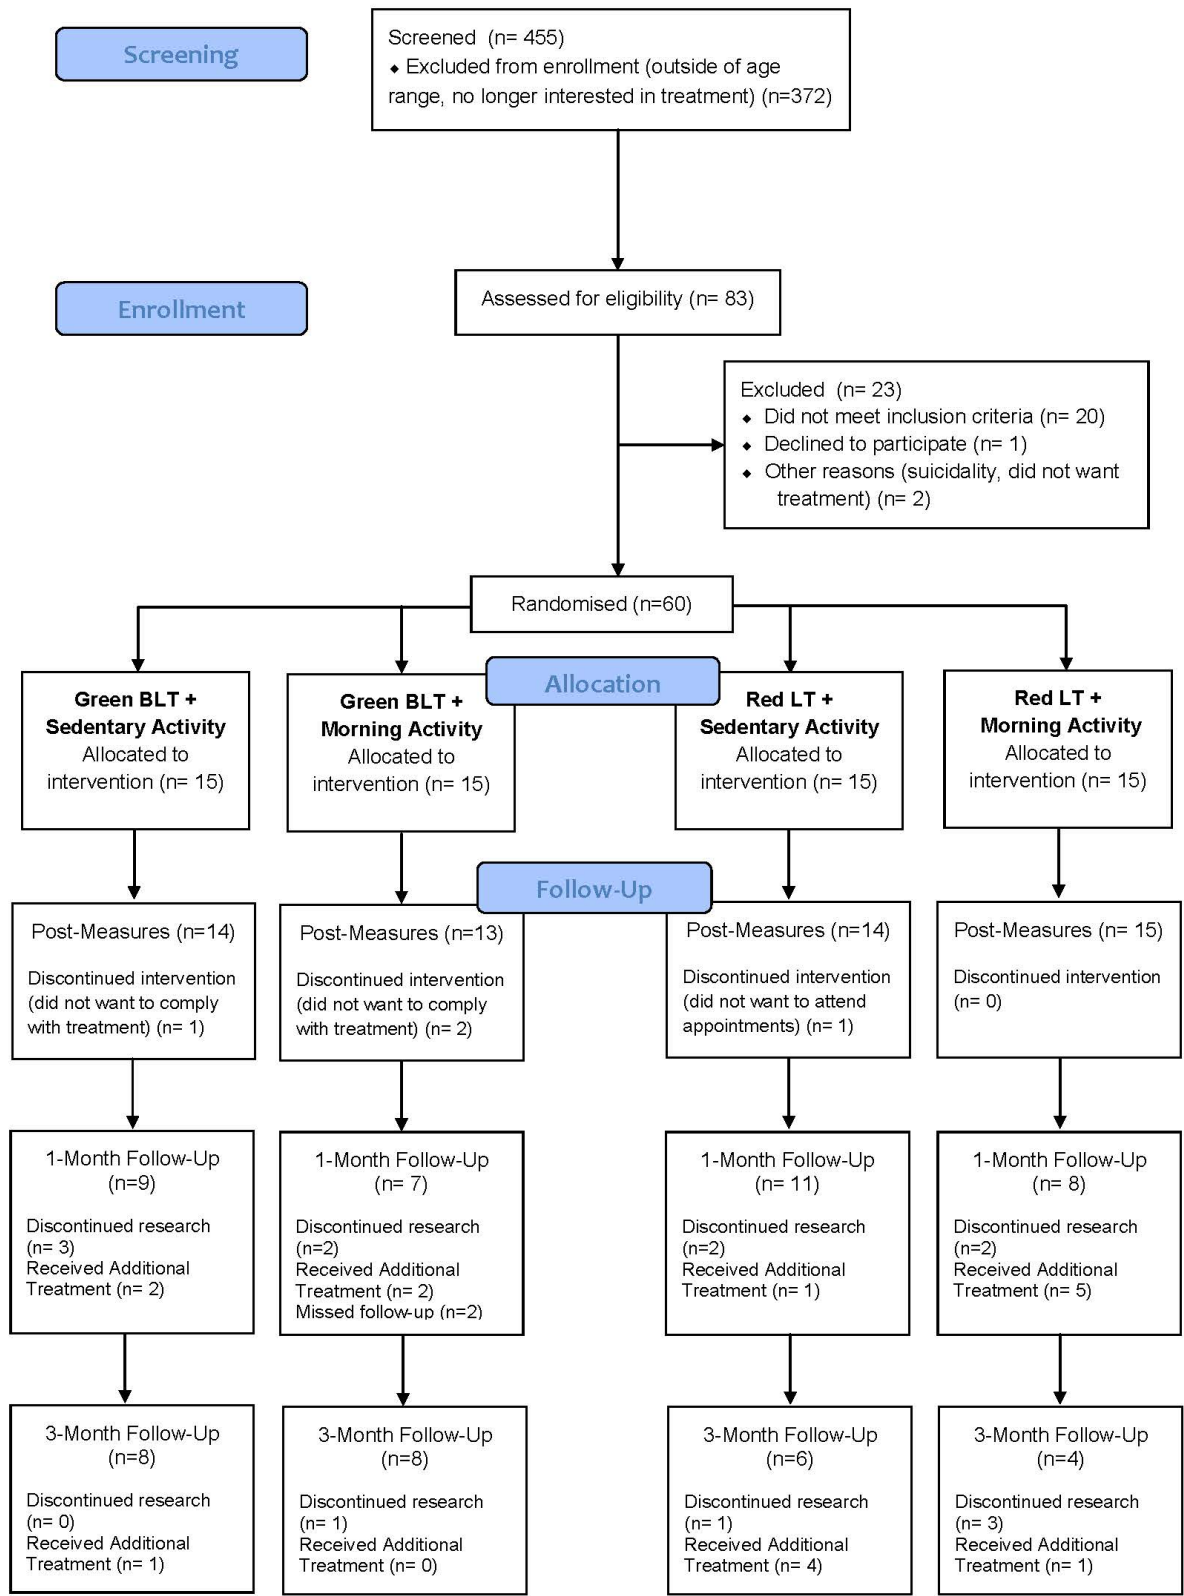 Screening
Screened (n= 455)
◆ Excluded from enrollment (outside of age
range, no longer interested in treatment) (n=372)
Enrollment
Assessed for eligibility (n= 83)
Excluded (n= 23)
◆ Did not meet inclusion criteria (n= 20)
◆ Declined to participate (n= 1)
◆ Other reasons (suicidality, did not want
treatment) (n= 2)
Randomised (n=60)
Allocation
Green BLT +
Sedentary Activity
Allocated to
intervention (n= 15)
Green BLT +
Morning Activity
Allocated to
intervention (n= 15)
Red LT +
Sedentary Activity
Allocated to
intervention (n= 15)
Red LT +
Morning Activity
Allocated to
intervention (n= 15)
Follow-Up
Post-Measures (n=14)
Discontinued intervention
(did not want to comply
with treatment) (n= 1)
Post-Measures (n=13)
Discontinued intervention
(did not want to comply
with treatment) (n= 2)
Post-Measures (n=14)
Discontinued intervention
(did not want to attend
appointments) (n= 1)
Post-Measures (n= 15)
Discontinued intervention
(n= 0)
1-Month Follow-Up
(n=9)
Discontinued research
(n= 3)
Received Additional
Treatment (n= 2)
1-Month Follow-Up
(n= 7)
Discontinued research
(n=2)
Received Additional
Treatment (n= 2)
Missed follow-up (n=2)
1-Month Follow-Up
(n= 11)
Discontinued research
(n=2)
Received Additional
Treatment (n= 1)
1-Month Follow-Up
(n= 8)
Discontinued research
(n=2)
Received Additional
Treatment (n= 5)
3-Month Follow-Up
(n=8)
Discontinued research
(n= 0)
Received Additional
Treatment (n= 1)
3-Month Follow-Up
(n=8)
Discontinued research
(n= 1)
Received Additional
Treatment (n= 0)
3-Month Follow-Up
(n=6)
Discontinued research
(n= 1)
Received Additional
Treatment (n= 4)
3-Month Follow-Up
(n=4)
Discontinued research
(n= 3)
Received Additional
Treatment (n= 1)